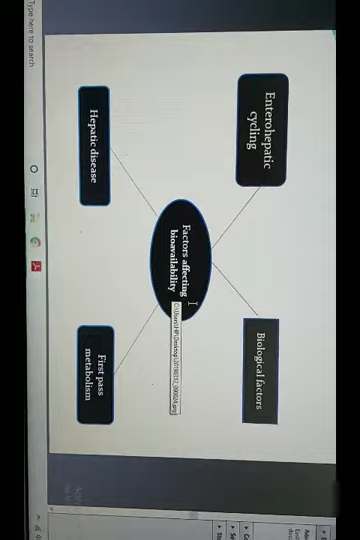 Enterohepatic
cycling
Biological factors
Factors affecting
bioavailability
Hepatic disease
First pass
metabolism
Type here to search